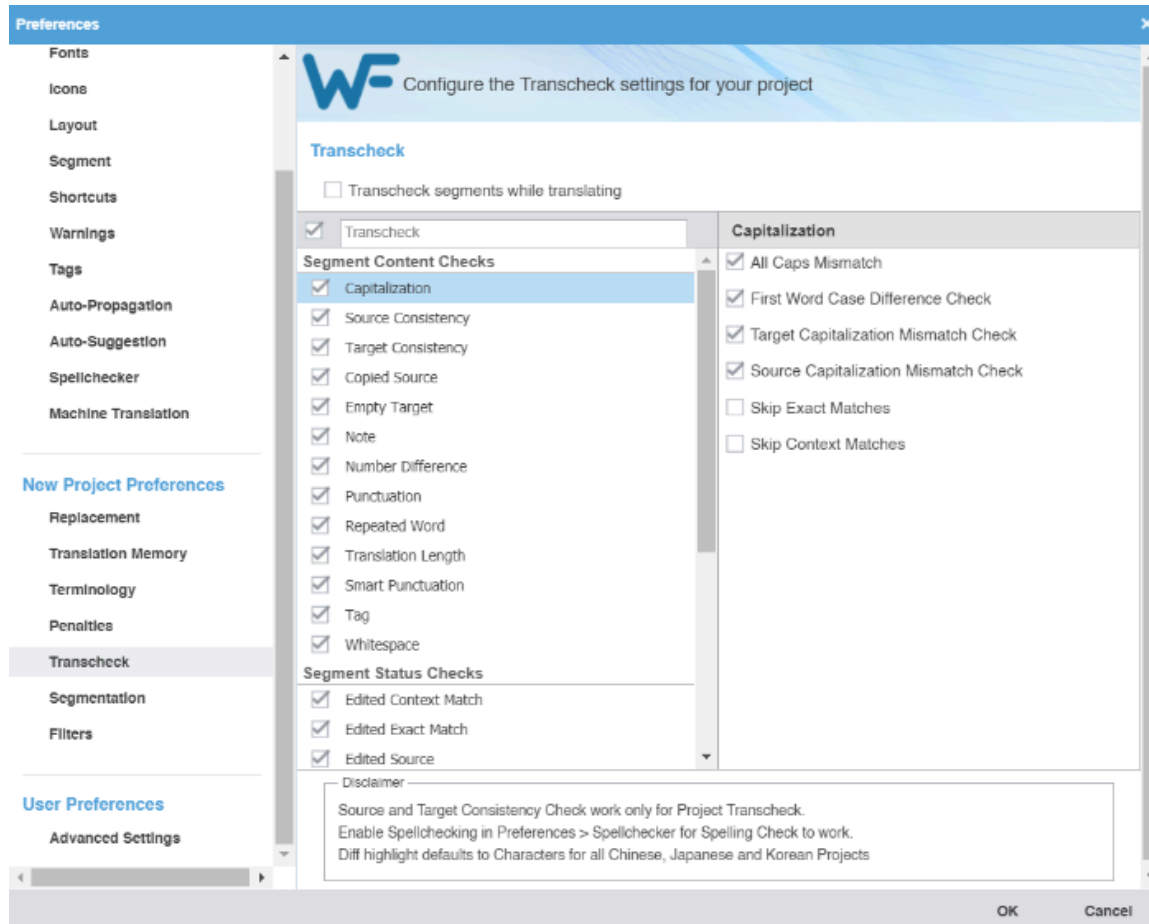 Preferences
Fonts
Icons
Layout
Segment
Shortcuts
Warnings
Tags
Auto-Propagation
Auto-Suggestion
Spellchecker
Machine Translation
New Project Preferences
Replacement
Translation Memory
Terminology
Penalties
Transcheck
Segmentation
Filters
User Preferences
Advanced Settings
WF
Configure the Transcheck settings for your project
Transcheck
Transcheck segments while translating
Transcheck
Segment Content Checks
Capitalization
Source Consistency
Target Consistency
Copied Source
Empty Target
Note
Number Difference
Punctuation
Repeated Word
Translation Length
Smart Punctuation
Tag
Whitespace
Segment Status Checks
Edited Context Match
Edited Exact Match
Edited Source
Capitalization
All Caps Mismatch
First Word Case Difference Check
Target Capitalization Mismatch Check
Source Capitalization Mismatch Check
Skip Exact Matches
Skip Context Matches
Disclaimer
Source and Target Consistency Check work only for Project Transcheck.
Enable Spellchecking in Preferences > Spellchecker for Spelling Check to work.
Diff highlight defaults to Characters for all Chinese, Japanese and Korean Projects
OK
Cancel